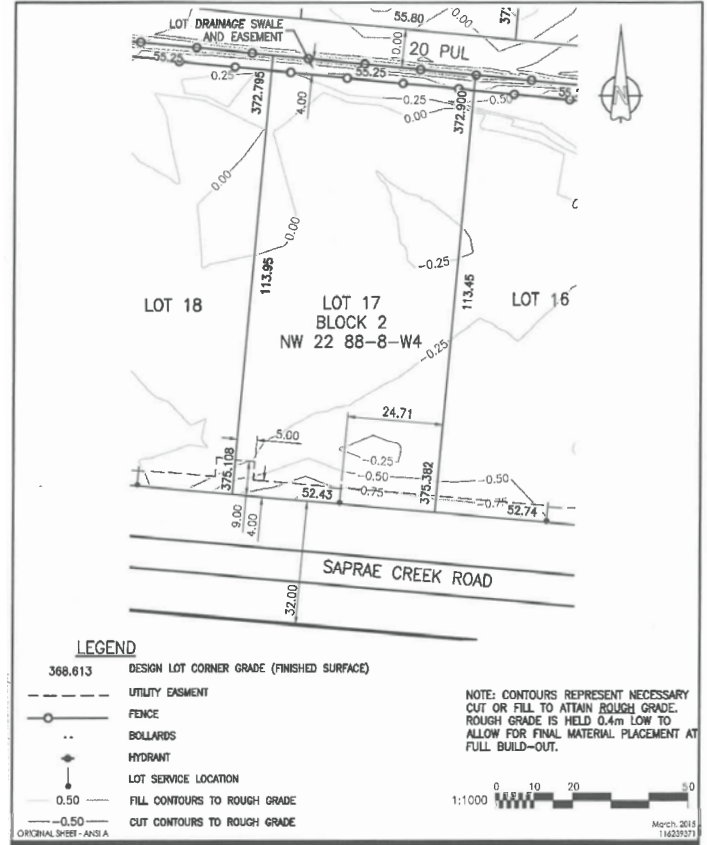 55.80
0.00
372
LOT DRAINAGE SWALE
AND EASEMENT
0.00
20 PUL
55.25
0.25
372.795
4.00
55.25
-0.25
0.00
372.900
-0.50
55.
N
0.00
0.00
-0.25
113.95
113.45
LOT 18
LOT 17
BLOCK 2
NW 22 88-8-W4
LOT 16
-0.25
24.71
5.00
-0.25
375.108
-0.50
-0.75
375.382
-0.50
-0.75
52.43
52.74
9.00
4.00
SAPRAE CREEK ROAD
32.00
LEGEND
368.613 DESIGN LOT CORNER GRADE (FINISHED SURFACE)
UTILITY EASMENT
FENCE
BOLLARDS
HYDRANT
LOT SERVICE LOCATION
0.50 FILL CONTOURS TO ROUGH GRADE
-0.50 CUT CONTOURS TO ROUGH GRADE
ORIGINAL SHEET - ANSI A
NOTE: CONTOURS REPRESENT NECESSARY
CUT OR FILL TO ATTAIN ROUGH GRADE.
ROUGH GRADE IS HELD 0.4m LOW TO
ALLOW FOR FINAL MATERIAL PLACEMENT AT
FULL BUILD-OUT.
1:1000
0 10 20 50
March, 2015
116239371